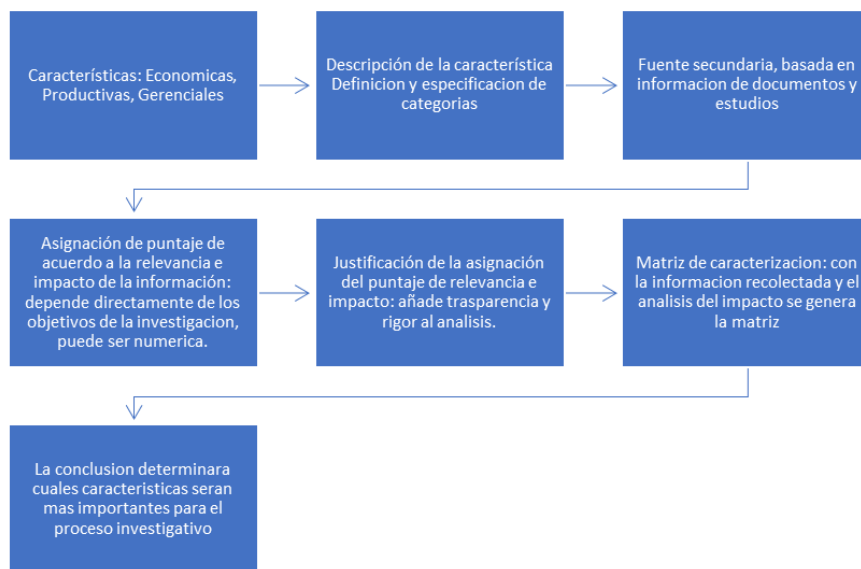 Características: Economicas,
Productivas, Gerenciales
Descripción de la característica
Definicion y especificacion de
categorias
Fuente secundaria, basada en
informacion de documentos y
estudios
Asignación de puntaje de
acuerdo a la relevancia e
impacto de la información:
depende directamente de los
objetivos de la investigacion,
puede ser numerica.
Justificación de la asignación
del puntaje de relevancia e
impacto: añade trasparencia y
rigor al analisis.
Matriz de caracterizacion: con
la informacion recolectada y el
analisis del impacto se genera
la matriz
La conclusion determinara
cuales caracteristicas seran
mas importantes para el
proceso investigativo